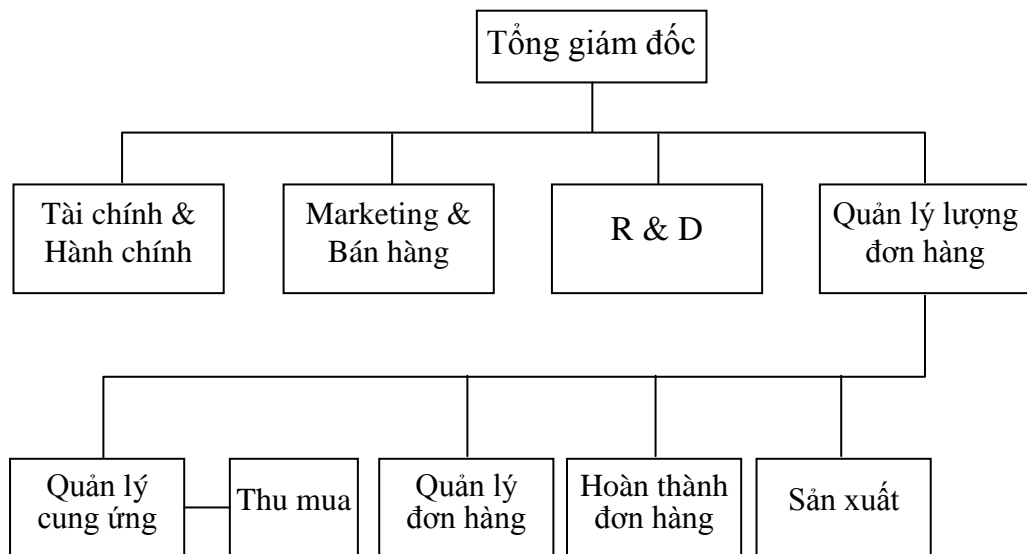 Tổng giám đốc
Tài chính &
Hành chính
Marketing &
Bán hàng
R & D
Quản lý lượng
đơn hàng
Quản lý
cung ứng
Thu mua
Quản lý
đơn hàng
Hoàn thành
đơn hàng
Sản xuất